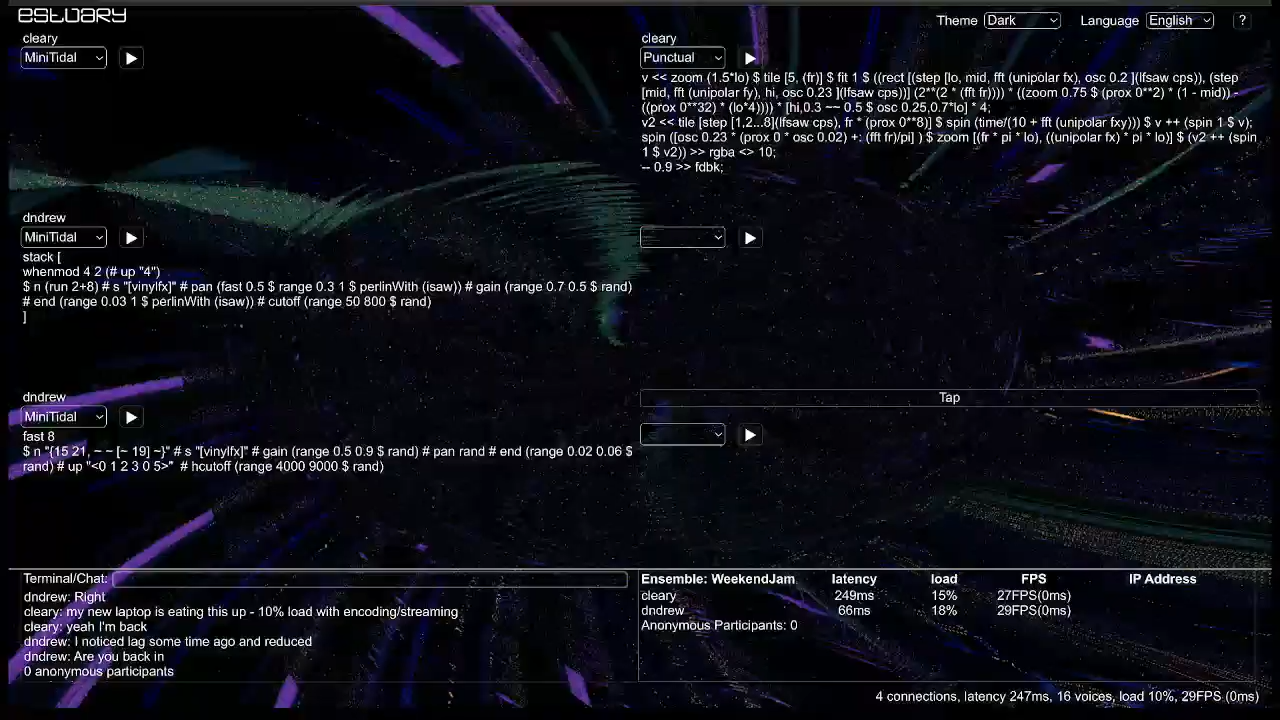 estuary
Theme Dark Language English ?
cleary
MiniTidal
cleary
Punctual
v << zoom (1.5*lo) $ tile [5, (fr)] $ fit 1 $ ((rect [(step [lo, mid, fft (unipolar fx), osc 0.2 ](lfsaw cps)), (step
[mid, fft (unipolar fy), hi, osc 0.23 ](lfsaw cps))] (2**(2 * (fft fr)))) * ((zoom 0.75 $ (prox 0**2) * (1 - mid)) -
((prox 0**32) * (lo*4)))) * [hi,0.3 ~~ 0.5 $ osc 0.25,0.7*lo] * 4;
v2 << tile [step [1,2...8](lfsaw cps), fr * (prox 0**8)] $ spin (time/(10 + fft (unipolar fxy))) $ v ++ (spin 1 $ v);
spin ([osc 0.23 * (prox 0 * osc 0.02) +: (fft fr)/pi] ) $ zoom [(fr * pi * lo), ((unipolar fx) * pi * lo)] $ (v2 ++ (spin
1 $ v2)) >> rgba <> 10;
-- 0.9 >> fdbk;
dndrew
MiniTidal
stack [
whenmod 4 2 (# up "4")
$ n (run 2+8) # s "[vinylfx]" # pan (fast 0.5 $ range 0.3 1 $ perlinWith (isaw)) # gain (range 0.7 0.5 $ rand)
# end (range 0.03 1 $ perlinWith (isaw)) # cutoff (range 50 800 $ rand)
]
dndrew
MiniTidal
fast 8
$ n "{15 21, ~ ~ [~ 19] ~}" # s "[vinylfx]" # gain (range 0.5 0.9 $ rand) # pan rand # end (range 0.02 0.06 $
rand) # up "<0 1 2 3 0 5>" # hcutoff (range 4000 9000 $ rand)
Tap
Terminal/Chat:
dndrew: Right
cleary: my new laptop is eating this up - 10% load with encoding/streaming
cleary: yeah I'm back
dndrew: I noticed lag some time ago and reduced
dndrew: Are you back in
0 anonymous participants
Ensemble: WeekendJam latency load FPS IP Address
cleary 249ms 15% 27FPS(0ms)
dndrew 66ms 18% 29FPS(0ms)
Anonymous Participants: 0
4 connections, latency 247ms, 16 voices, load 10%, 29FPS (0ms)